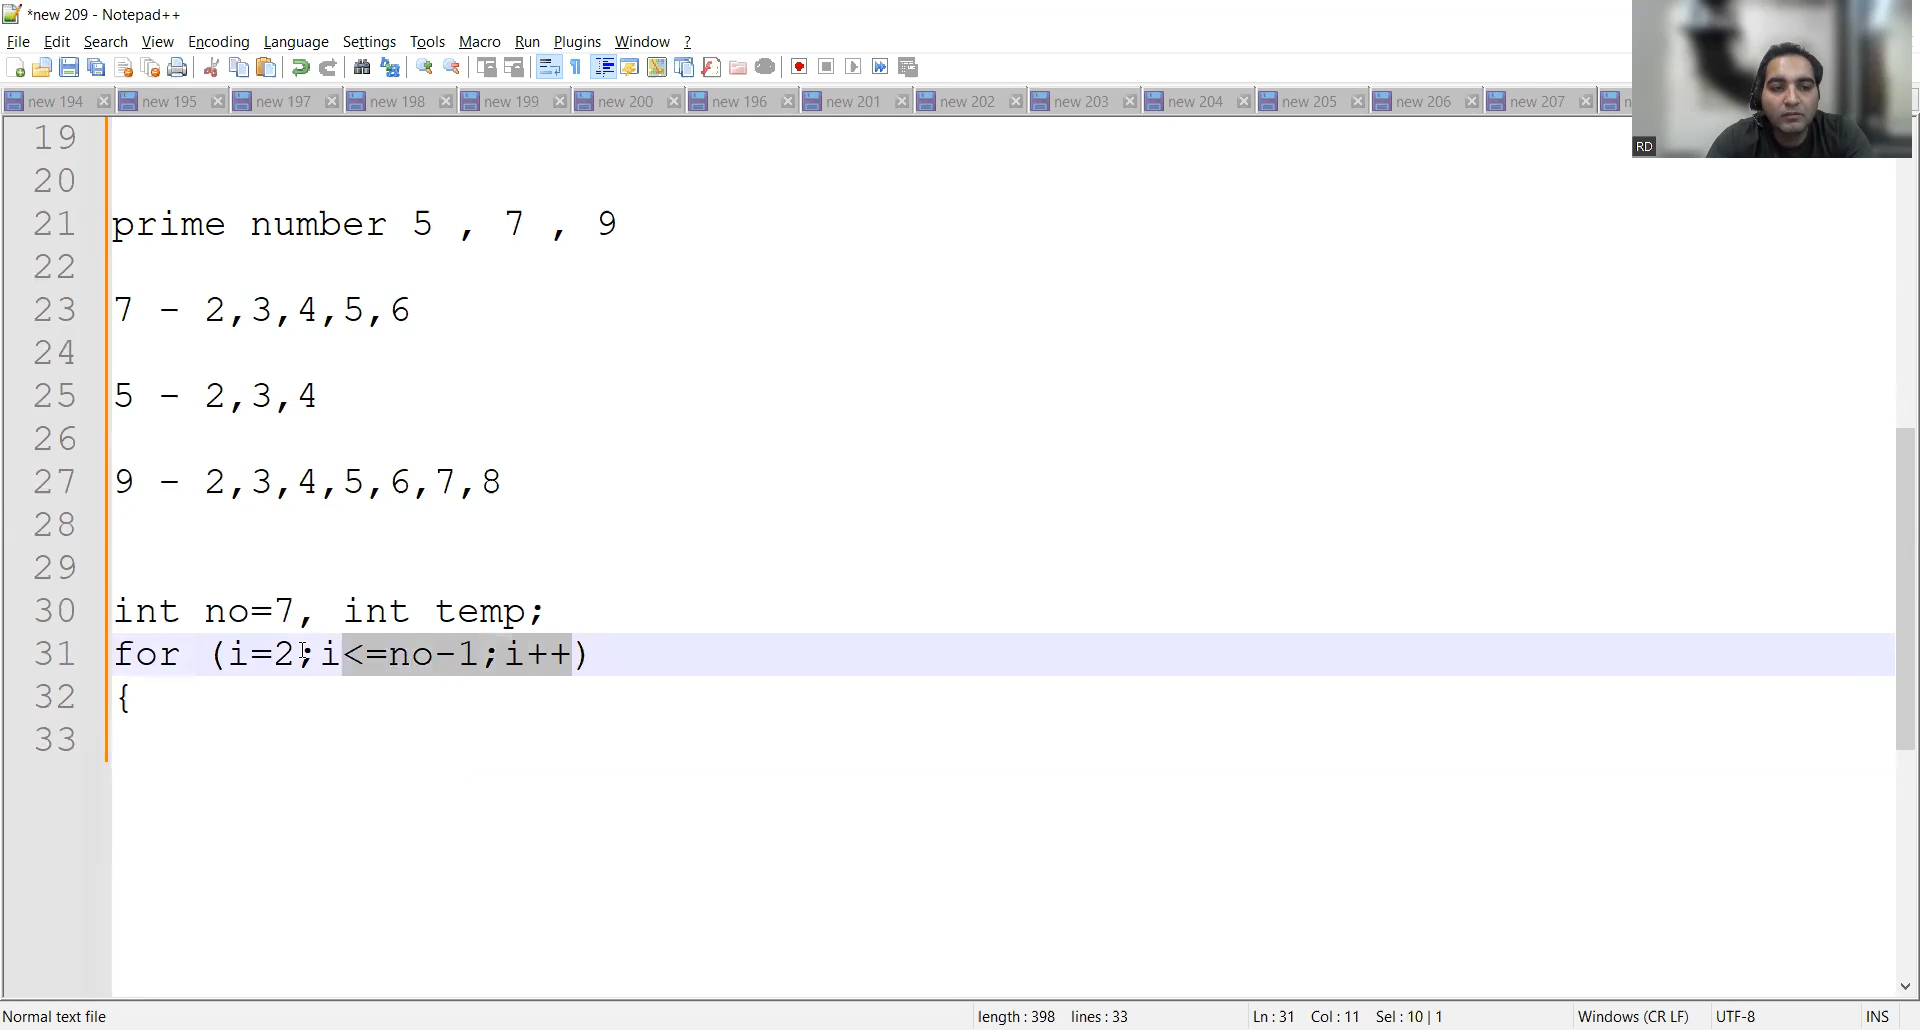 *new 209 - Notepad++
File Edit Search View Encoding Language Settings Tools Macro Run Plugins Window ?
new 194 new 195 new 197 new 198 new 199 new 200 new 196 new 201 new 202 new 203 new 204 new 205 new 206 new 207 n
RD
19
20
21 prime number 5 , 7 , 9
22
23 7 - 2,3,4,5,6
24
25 5 - 2,3,4
26
27 9 - 2,3,4,5,6,7,8
28
29
30 int no=7, int temp;
31 for (i=2;i<=no-1;i++)
32 {
33
Normal text file length : 398 lines : 33 Ln : 31 Col : 11 Sel : 10 | 1 Windows (CR LF) UTF-8 INS